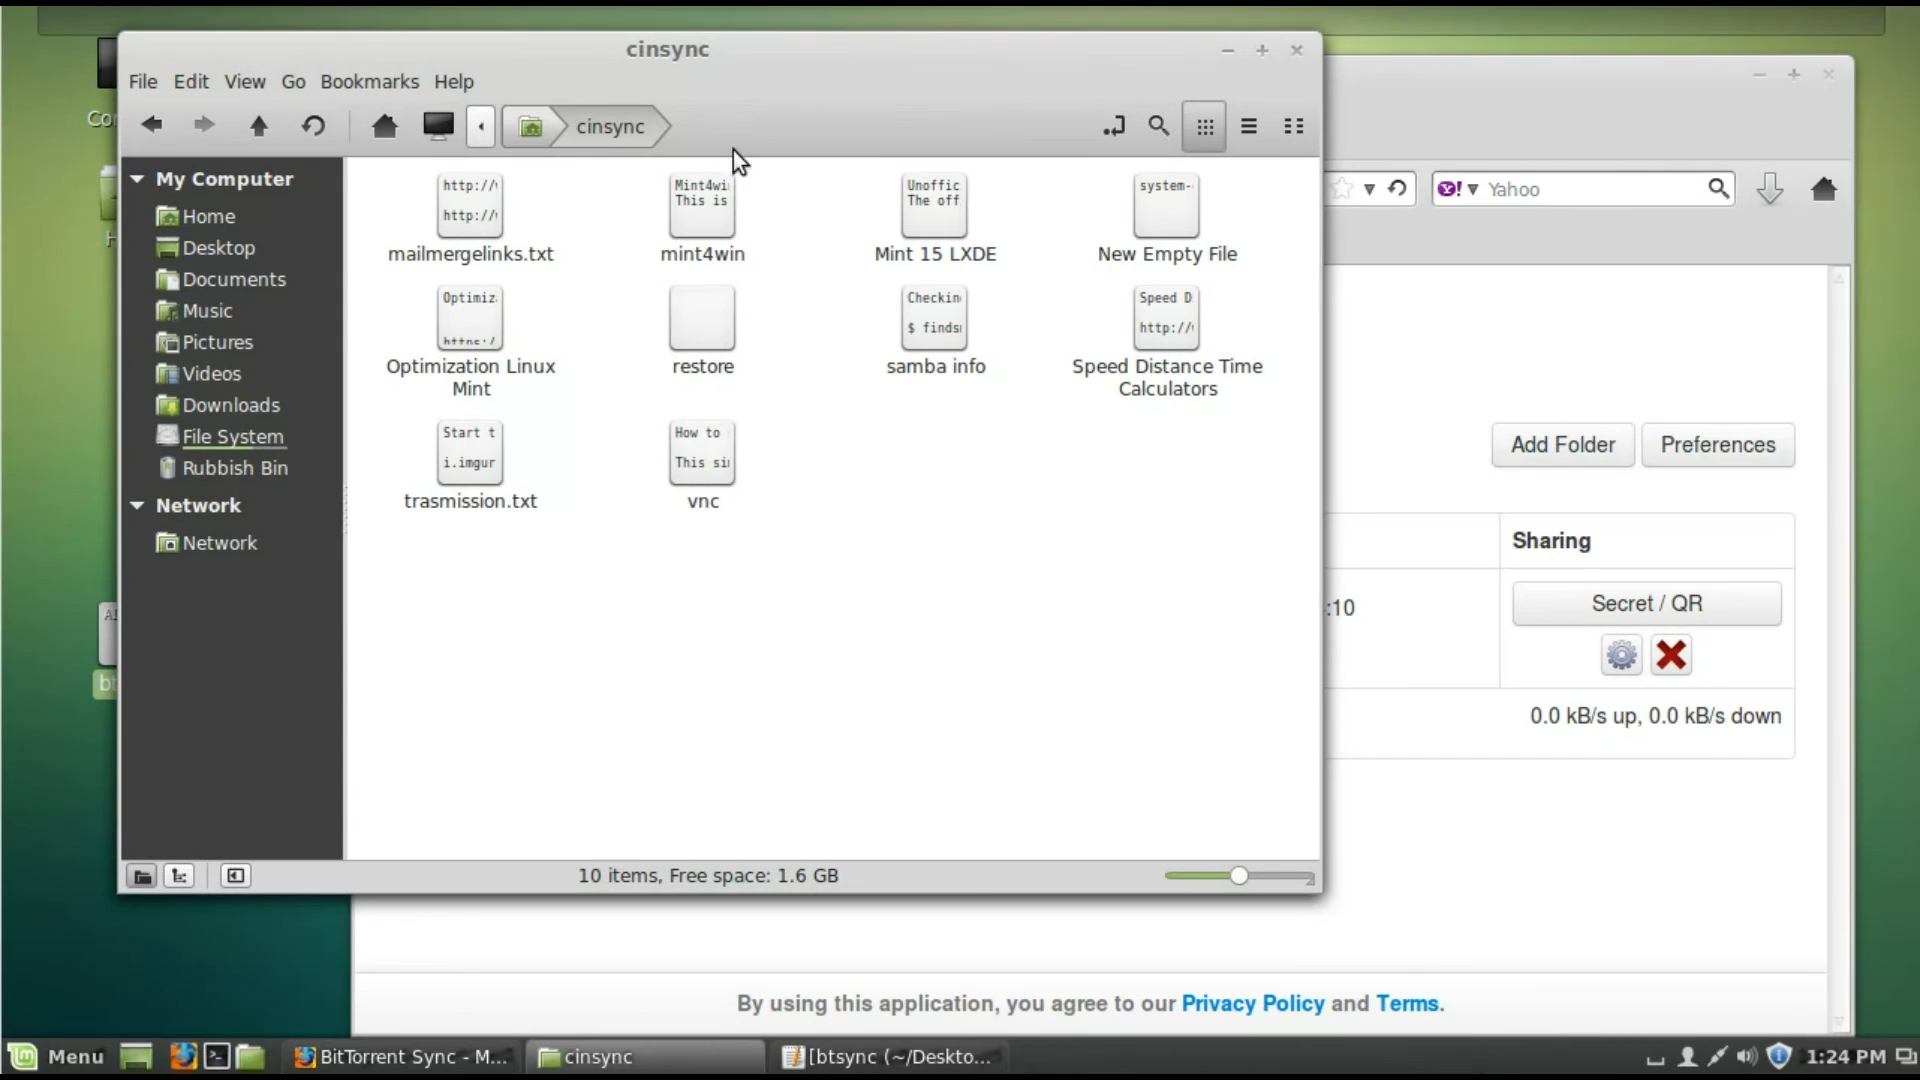 cinsync
File Edit View Go Bookmarks Help
cinsync
My Computer
Home
Desktop
Documents
Music
Pictures
Videos
Downloads
File System
Rubbish Bin
Network
Network
http://
http://
mailmergelinks.txt
Mint4wi
This is
mint4win
Unoffic
The off
Mint 15 LXDE
system-
New Empty File
Optimiz
Optimization Linux
Mint
restore
Checkin
$ finds
samba info
Speed D
http://
Speed Distance Time
Calculators
Start t
i.imgur
trasmission.txt
How to
This si
vnc
10 items, Free space: 1.6 GB
Yahoo
Add Folder
Preferences
Sharing
:10
Secret / QR
0.0 kB/s up, 0.0 kB/s down
By using this application, you agree to our Privacy Policy and Terms.
Menu
BitTorrent Sync - M...
cinsync
[btsync (~/Deskto...
1:24 PM